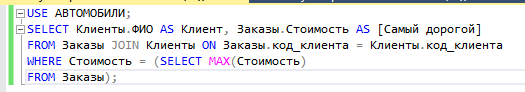 USE АВТОМОБИЛИ;
SELECT Клиенты.ФИО AS Клиент, Заказы.Стоимость AS [Самый дорогой]
FROM Заказы JOIN Клиенты ON Заказы.код_клиента = Клиенты.код_клиента
WHERE Стоимость = (SELECT MAX(Стоимость)
FROM Заказы);